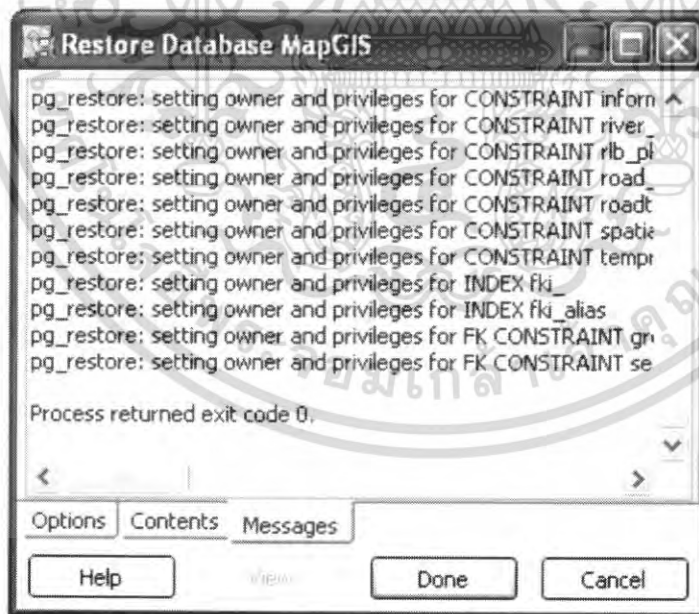 Restore Database MapGIS
pg_restore: setting owner and privileges for CONSTRAINT inform
pg_restore: setting owner and privileges for CONSTRAINT river_
pg_restore: setting owner and privileges for CONSTRAINT rlb_pl
pg_restore: setting owner and privileges for CONSTRAINT road_
pg_restore: setting owner and privileges for CONSTRAINT roadt
pg_restore: setting owner and privileges for CONSTRAINT spatia
pg_restore: setting owner and privileges for CONSTRAINT tempr
pg_restore: setting owner and privileges for INDEX fki_
pg_restore: setting owner and privileges for INDEX fki_alias
pg_restore: setting owner and privileges for FK CONSTRAINT gr
pg_restore: setting owner and privileges for FK CONSTRAINT se
Process returned exit code 0.
Options Contents Messages
Help View Done Cancel